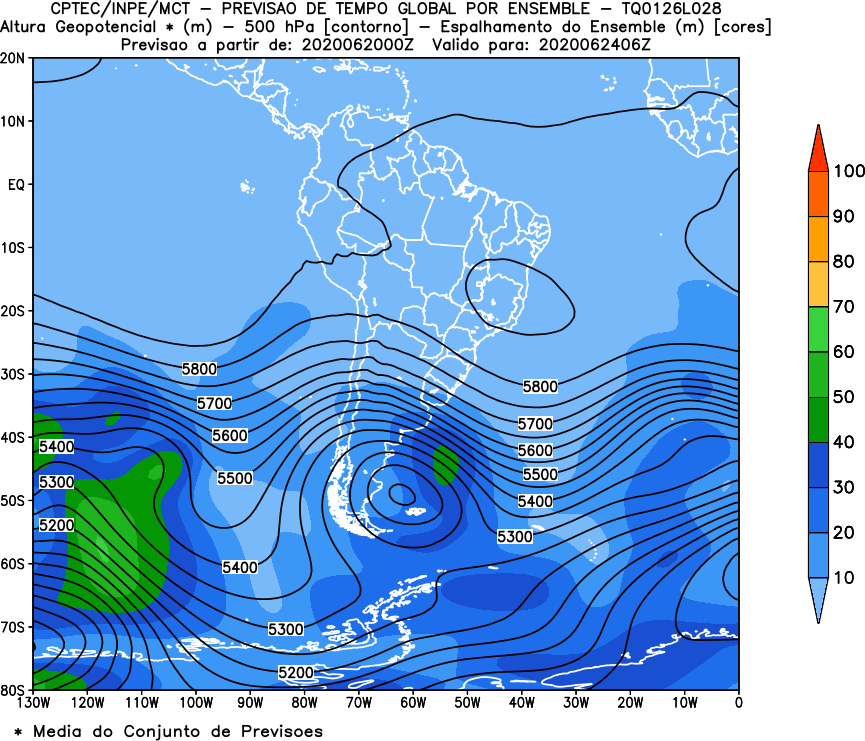 CPTEC/INPE/MCT – PREVISAO DE TEMPO GLOBAL POR ENSEMBLE – TQ0126L028
Altura Geopotencial * (m) – 500 hPa [contorno] – Espalhamento do Ensemble (m) [cores]
Previsao a partir de: 2020062000Z Valido para: 2020062406Z
20N
10N
EQ
10S
20S
30S
40S
50S
60S
70S
80S
5800
5800
5700
5700
5600
5600
5400
5500
5500
5300
5400
5200
5300
5400
5300
5200
100
90
80
70
60
50
40
30
20
10
130W 120W 110W 100W 90W 80W 70W 60W 50W 40W 30W 20W 10W 0
* Media do Conjunto de Previsoes